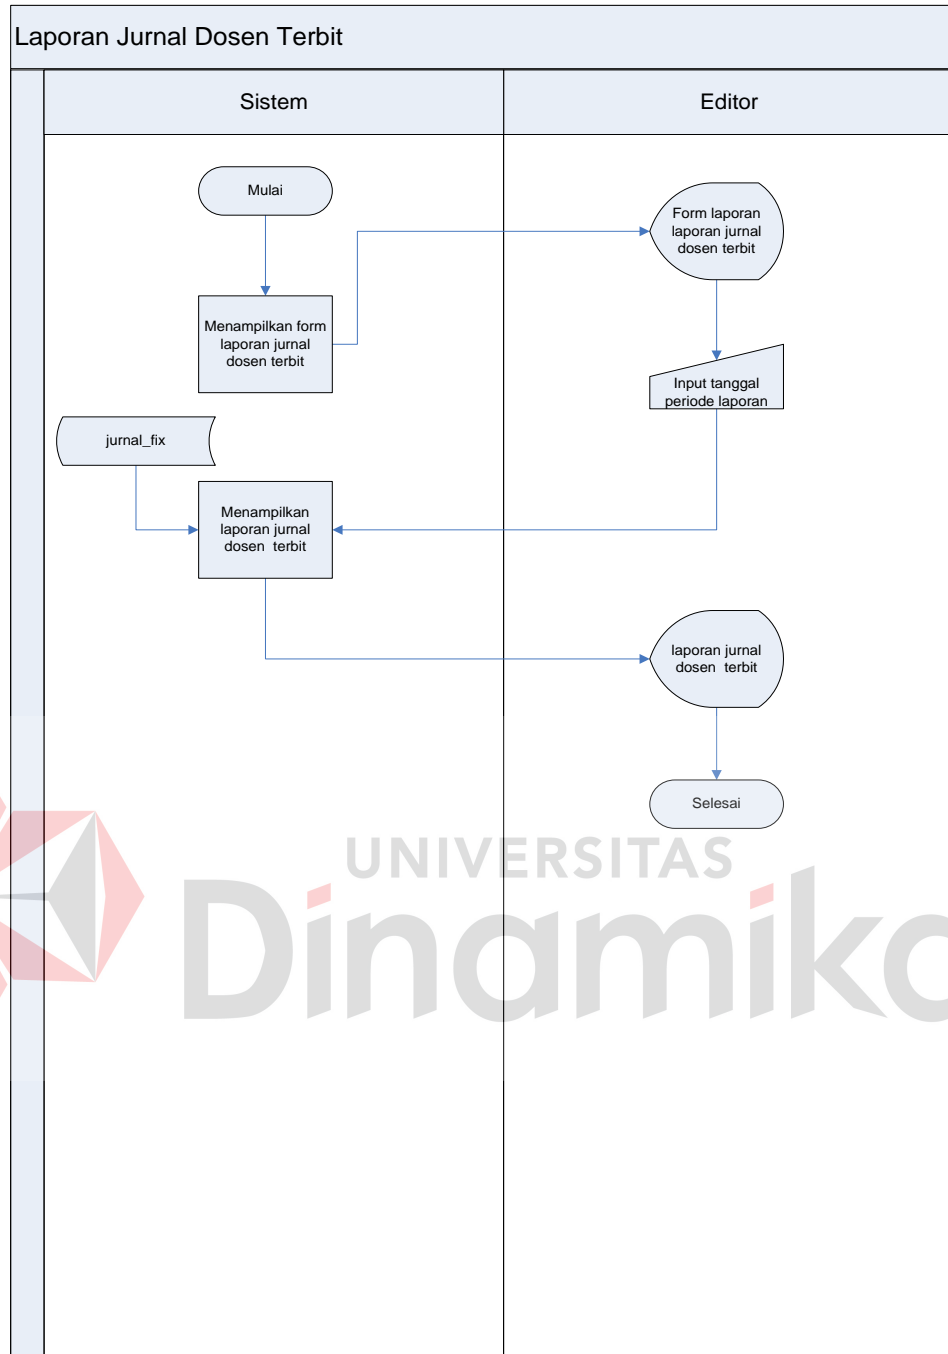 Laporan Jurnal Dosen Terbit
Sistem
Editor
Mulai
Form laporan
laporan jurnal
dosen terbit
Menampilkan form
laporan jurnal
dosen terbit
Input tanggal
periode laporan
jurnal_fix
Menampilkan
laporan jurnal
dosen terbit
laporan jurnal
dosen terbit
Selesai
UNIVERSITAS
Dinamika